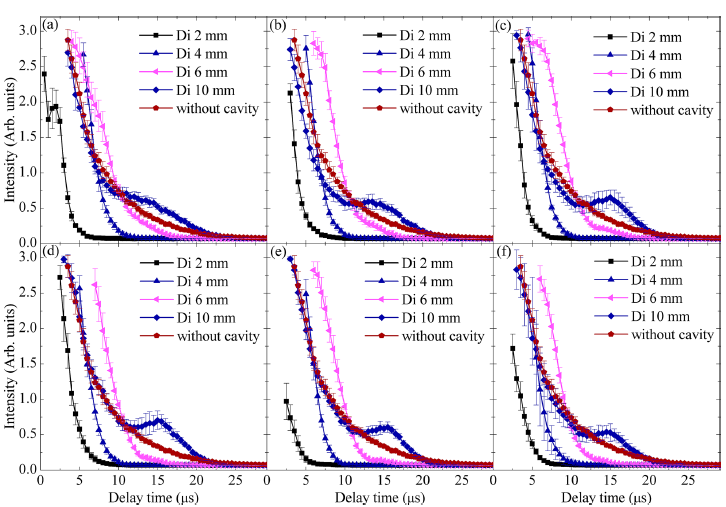 (a)
Di 2 mm
Di 4 mm
Di 6 mm
Di 10 mm
without cavity
(b)
Di 2 mm
Di 4 mm
Di 6 mm
Di 10 mm
without cavity
(c)
Di 2 mm
Di 4 mm
Di 6 mm
Di 10 mm
without cavity
Intensity (Arb. units)
3.0
2.5
2.0
1.5
1.0
0.5
0.0
(d)
Di 2 mm
Di 4 mm
Di 6 mm
Di 10 mm
without cavity
(e)
Di 2 mm
Di 4 mm
Di 6 mm
Di 10 mm
without cavity
(f)
Di 2 mm
Di 4 mm
Di 6 mm
Di 10 mm
without cavity
Intensity (Arb. units)
3.0
2.5
2.0
1.5
1.0
0.5
0.0
0 5 10 15 20 25 0 5 10 15 20 25 0 5 10 15 20 25
Delay time (μs) Delay time (μs) Delay time (μs)